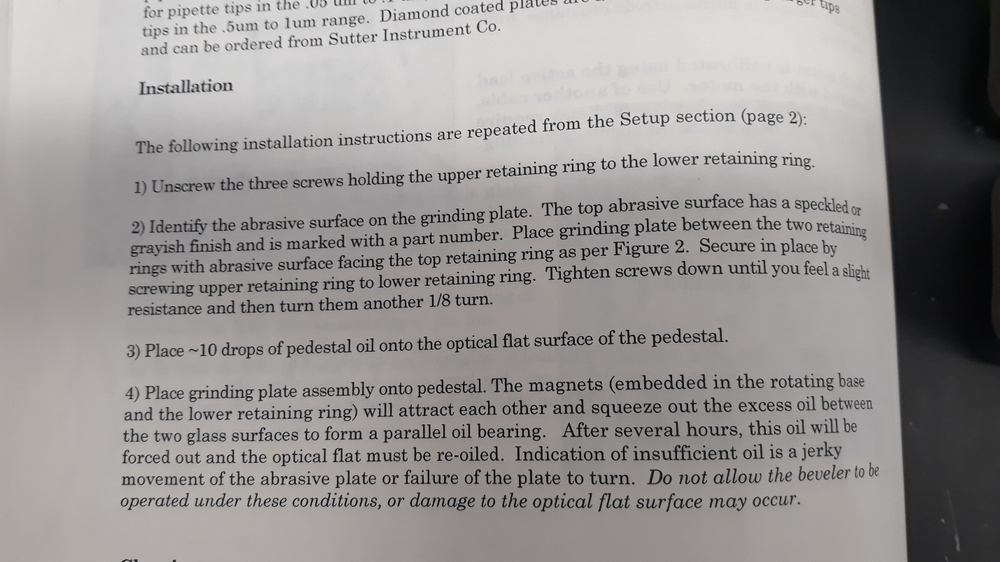 for pipette tips in the .05 um to
tips in the .5um to 1um range. Diamond coated plates are
and can be ordered from Sutter Instrument Co.
tips
Installation
The following installation instructions are repeated from the Setup section (page 2):
1) Unscrew the three screws holding the upper retaining ring to the lower retaining ring.
2) Identify the abrasive surface on the grinding plate. The top abrasive surface has a speckled or
grayish finish and is marked with a part number. Place grinding plate between the two retaining
rings with abrasive surface facing the top retaining ring as per Figure 2. Secure in place by
screwing upper retaining ring to lower retaining ring. Tighten screws down until you feel a slight
resistance and then turn them another 1/8 turn.
3) Place ~10 drops of pedestal oil onto the optical flat surface of the pedestal.
4) Place grinding plate assembly onto pedestal. The magnets (embedded in the rotating base
and the lower retaining ring) will attract each other and squeeze out the excess oil between
the two glass surfaces to form a parallel oil bearing. After several hours, this oil will be
forced out and the optical flat must be re-oiled. Indication of insufficient oil is a jerky
movement of the abrasive plate or failure of the plate to turn. Do not allow the beveler to be
operated under these conditions, or damage to the optical flat surface may occur.